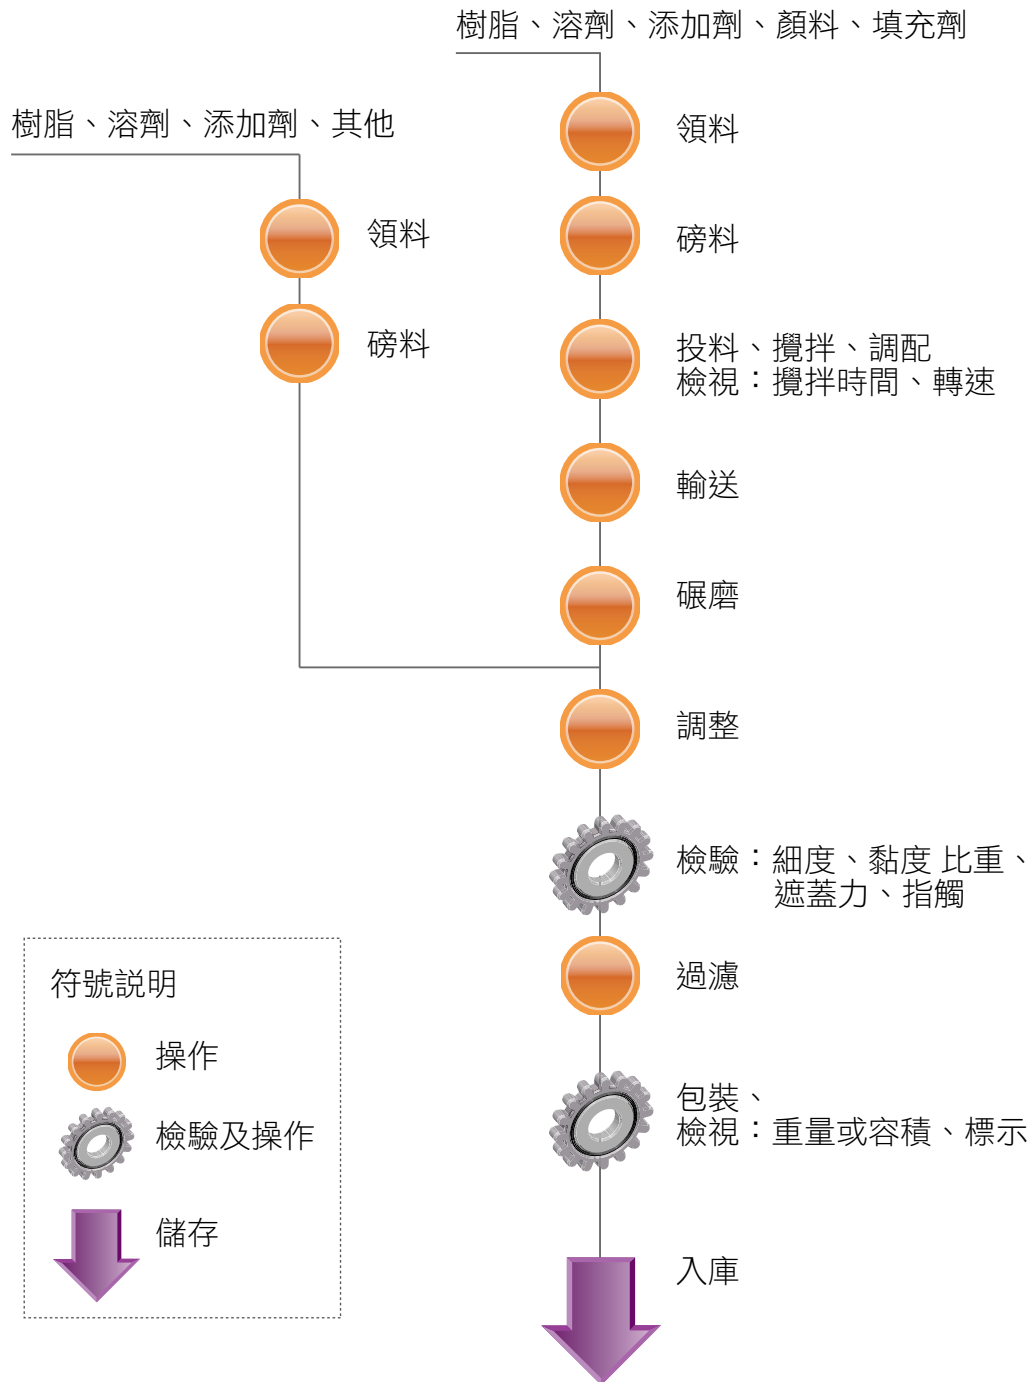 樹脂、溶劑、添加劑、顏料、填充劑
樹脂、溶劑、添加劑、其他
領料
磅料
領料
磅料
投料、攪拌、調配
檢視：攪拌時間、轉速
輸送
碾磨
調整
檢驗：細度、黏度 比重、
遮蓋力、指觸
過濾
包裝、
檢視：重量或容積、標示
入庫
符號説明
操作
檢驗及操作
儲存